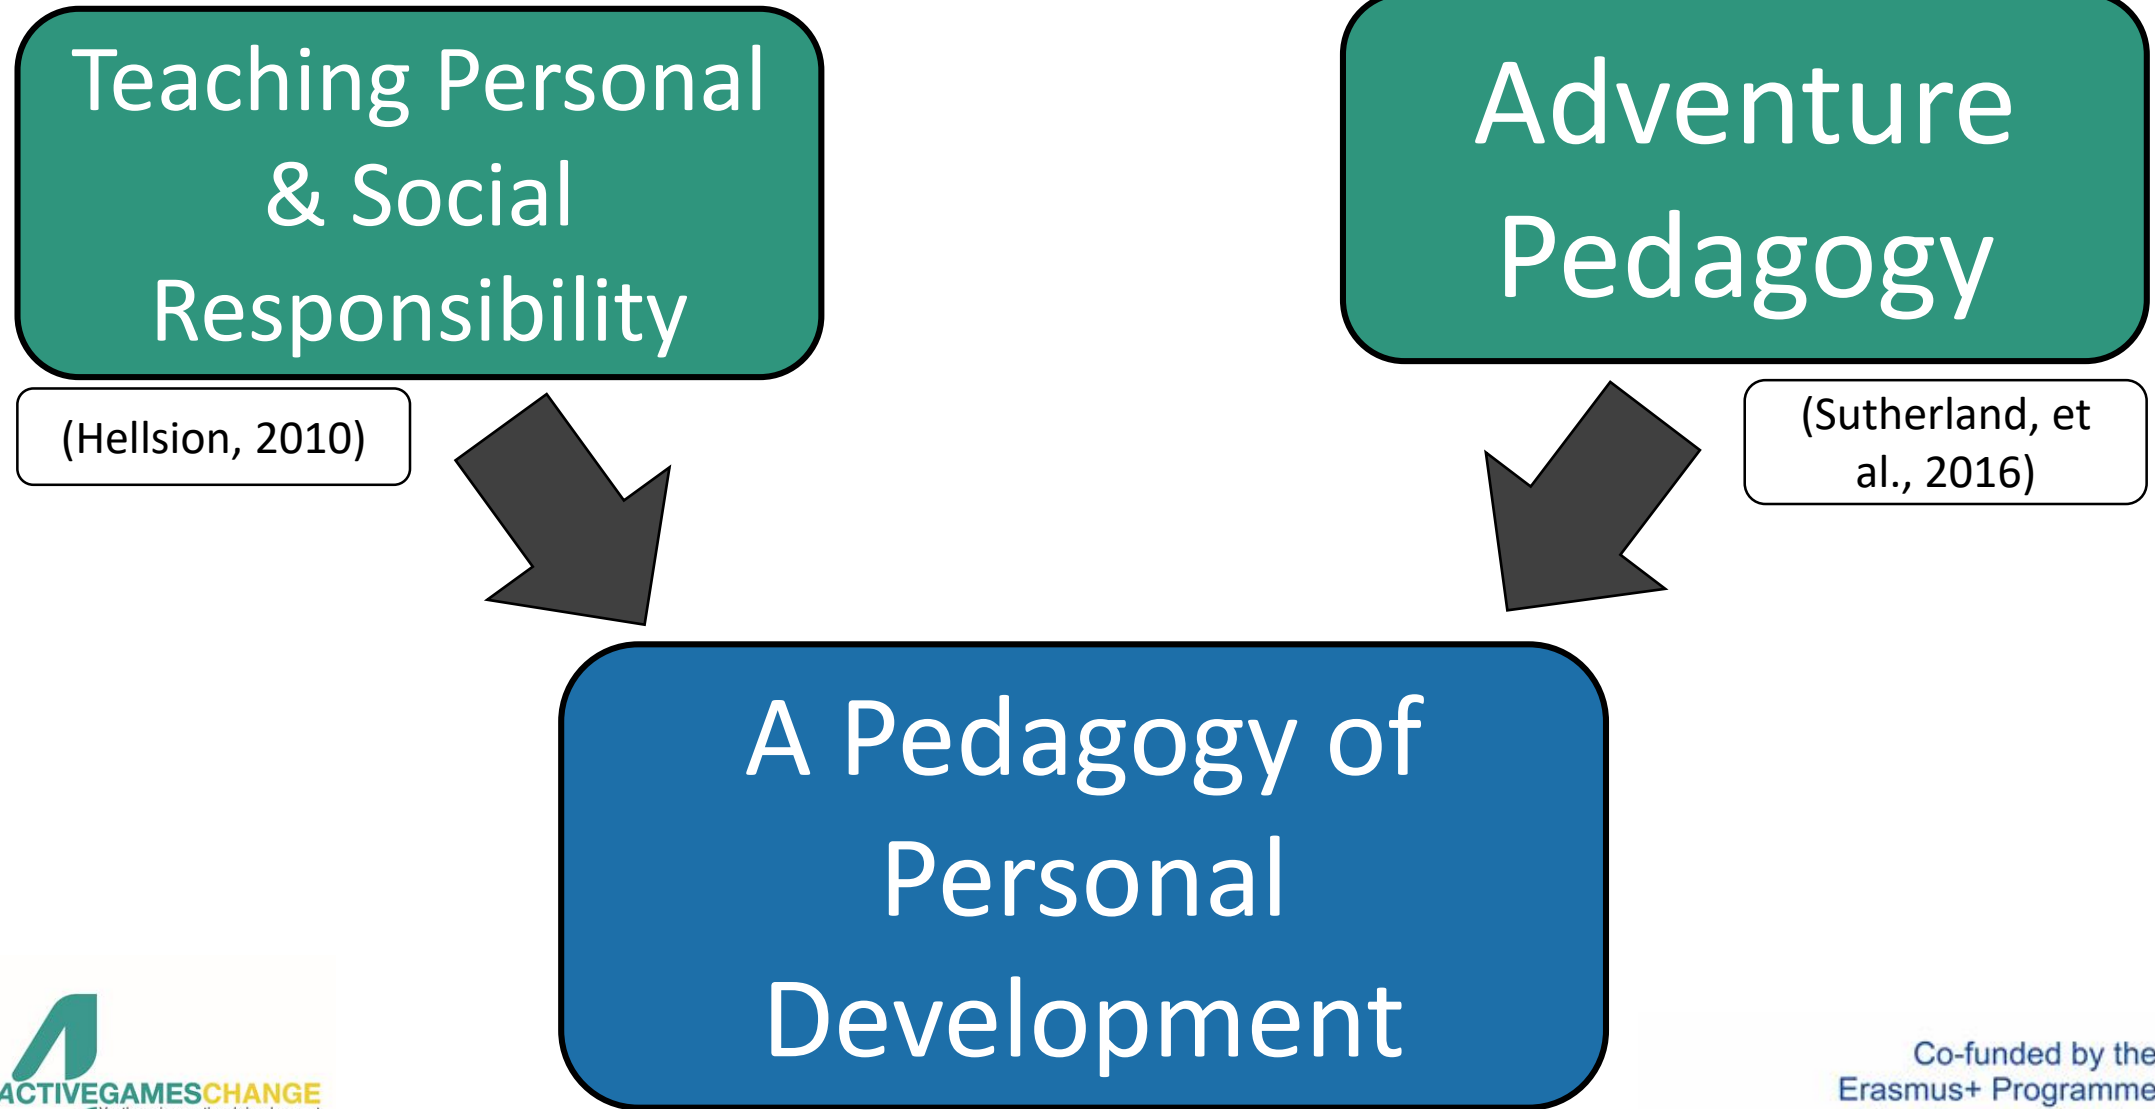 Teaching Personal
& Social
Responsibility
Adventure
Pedagogy
(Hellsion, 2010)
(Sutherland, et
al., 2016)
A Pedagogy of
Personal
Development
ACTIVEGAMESCHANGE
Co-funded by the
Erasmus+ Programme